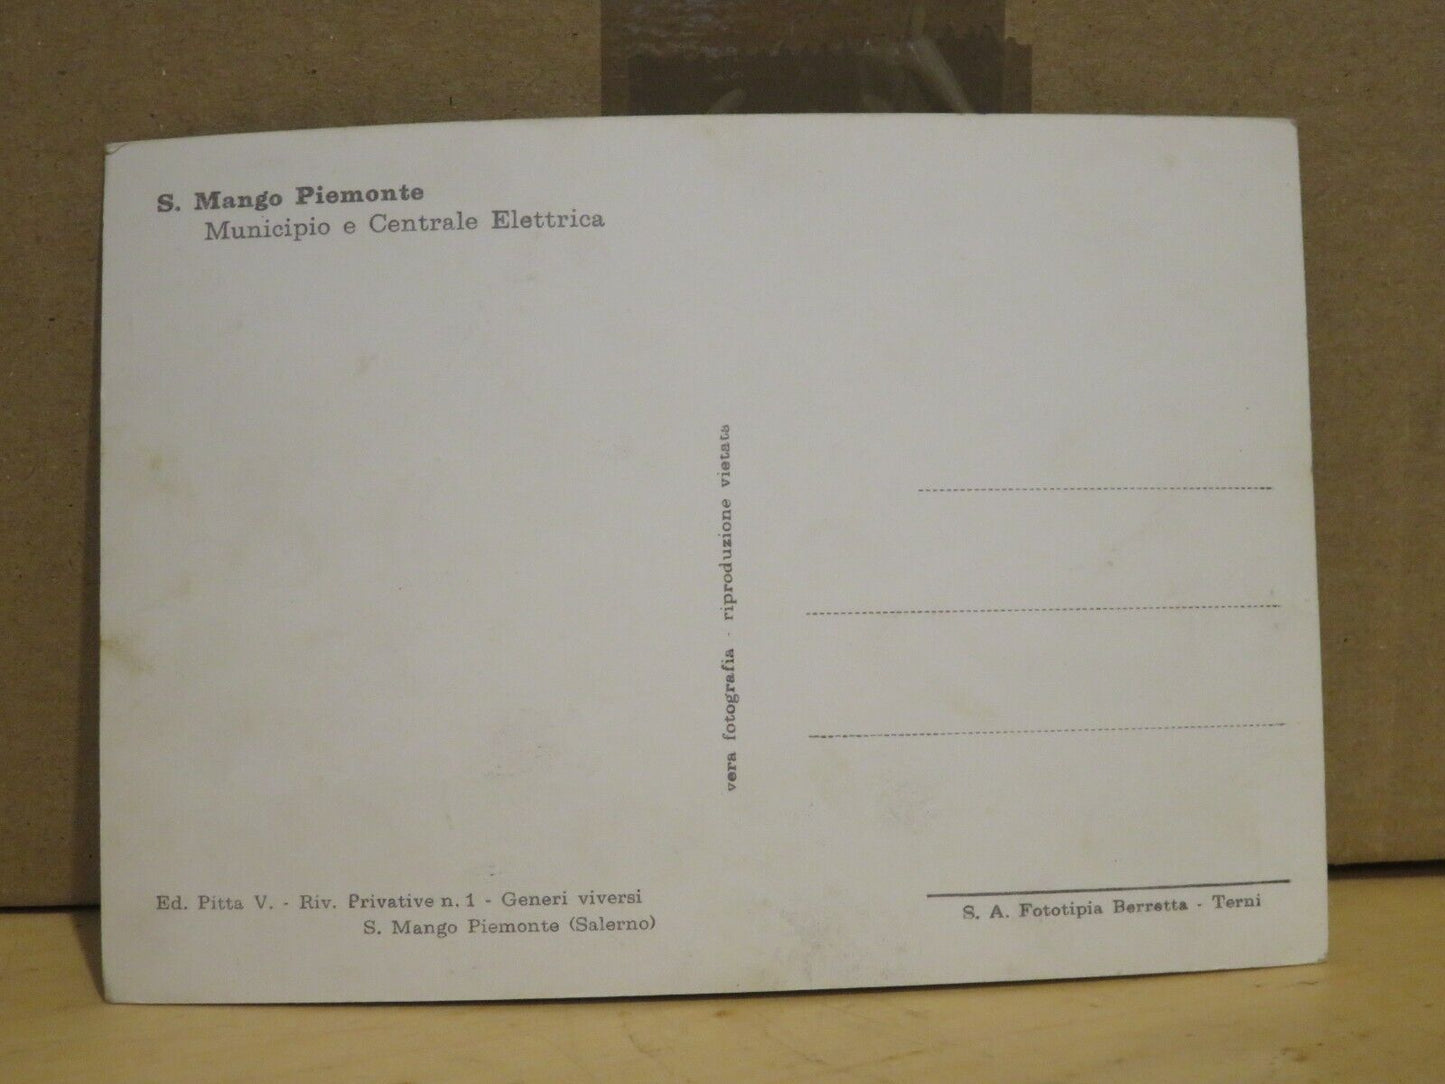 S. Mango Piemonte
Municipio e Centrale Elettrica
vera fotografia - riproduzione vietata
Ed. Pitta V. - Riv. Privative n. 1 - Generi viversi
S. Mango Piemonte (Salerno)
S. A. Fototipia Berretta - Terni